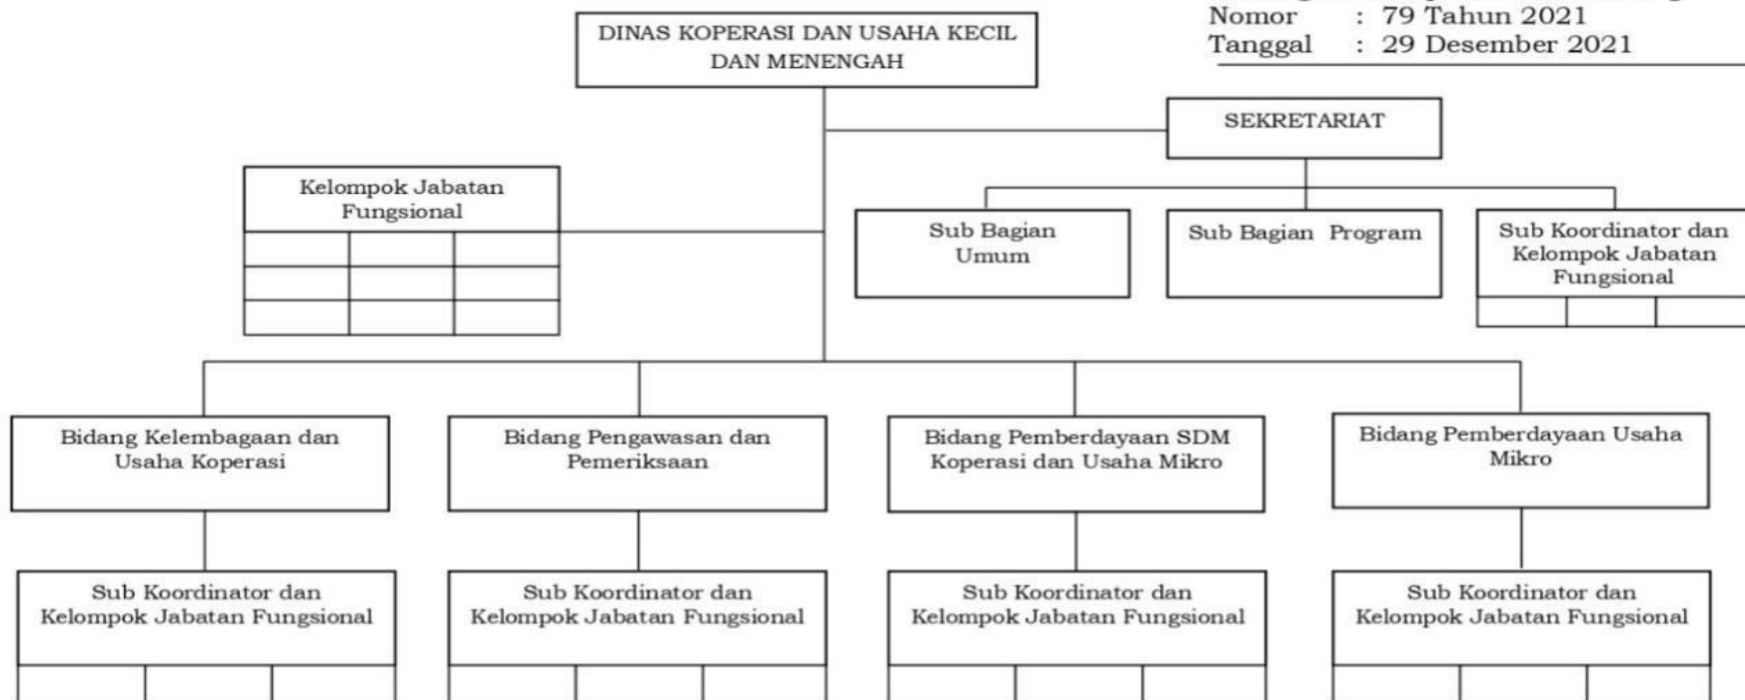 Nomor : 79 Tahun 2021
Tanggal : 29 Desember 2021
DINAS KOPERASI DAN USAHA KECIL
DAN MENENGAH
SEKRETARIAT
Kelompok Jabatan
Fungsional
Sub Bagian
Umum
Sub Bagian Program
Sub Koordinator dan
Kelompok Jabatan
Fungsional
Bidang Kelembagaan dan
Usaha Koperasi
Bidang Pengawasan dan
Pemeriksaan
Bidang Pemberdayaan SDM
Koperasi dan Usaha Mikro
Bidang Pemberdayaan Usaha
Mikro
Sub Koordinator dan
Kelompok Jabatan Fungsional
Sub Koordinator dan
Kelompok Jabatan Fungsional
Sub Koordinator dan
Kelompok Jabatan Fungsional
Sub Koordinator dan
Kelompok Jabatan Fungsional